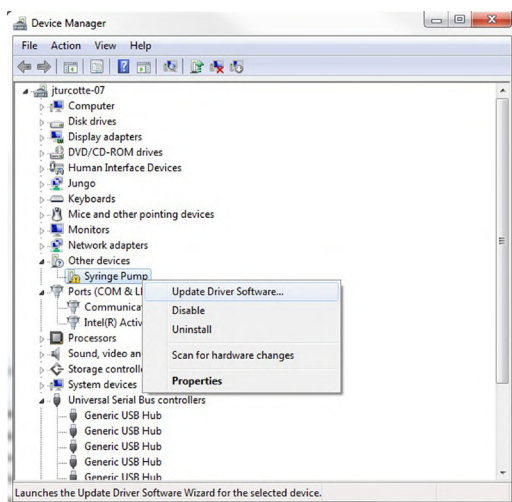 Device Manager
File Action View Help
jturcotte-07
Computer
Disk drives
Display adapters
DVD/CD-ROM drives
Human Interface Devices
Jungo
Keyboards
Mice and other pointing devices
Monitors
Network adapters
Other devices
Syringe Pump
Ports (COM & L
Update Driver Software...
Communica
Disable
Intel(R) Activ
Uninstall
Processors
Sound, video an
Scan for hardware changes
Storage controlle
Properties
System devices
Universal Serial Bus controllers
Generic USB Hub
Generic USB Hub
Generic USB Hub
Generic USB Hub
Generic USB Hub
Launches the Update Driver Software Wizard for the selected device.